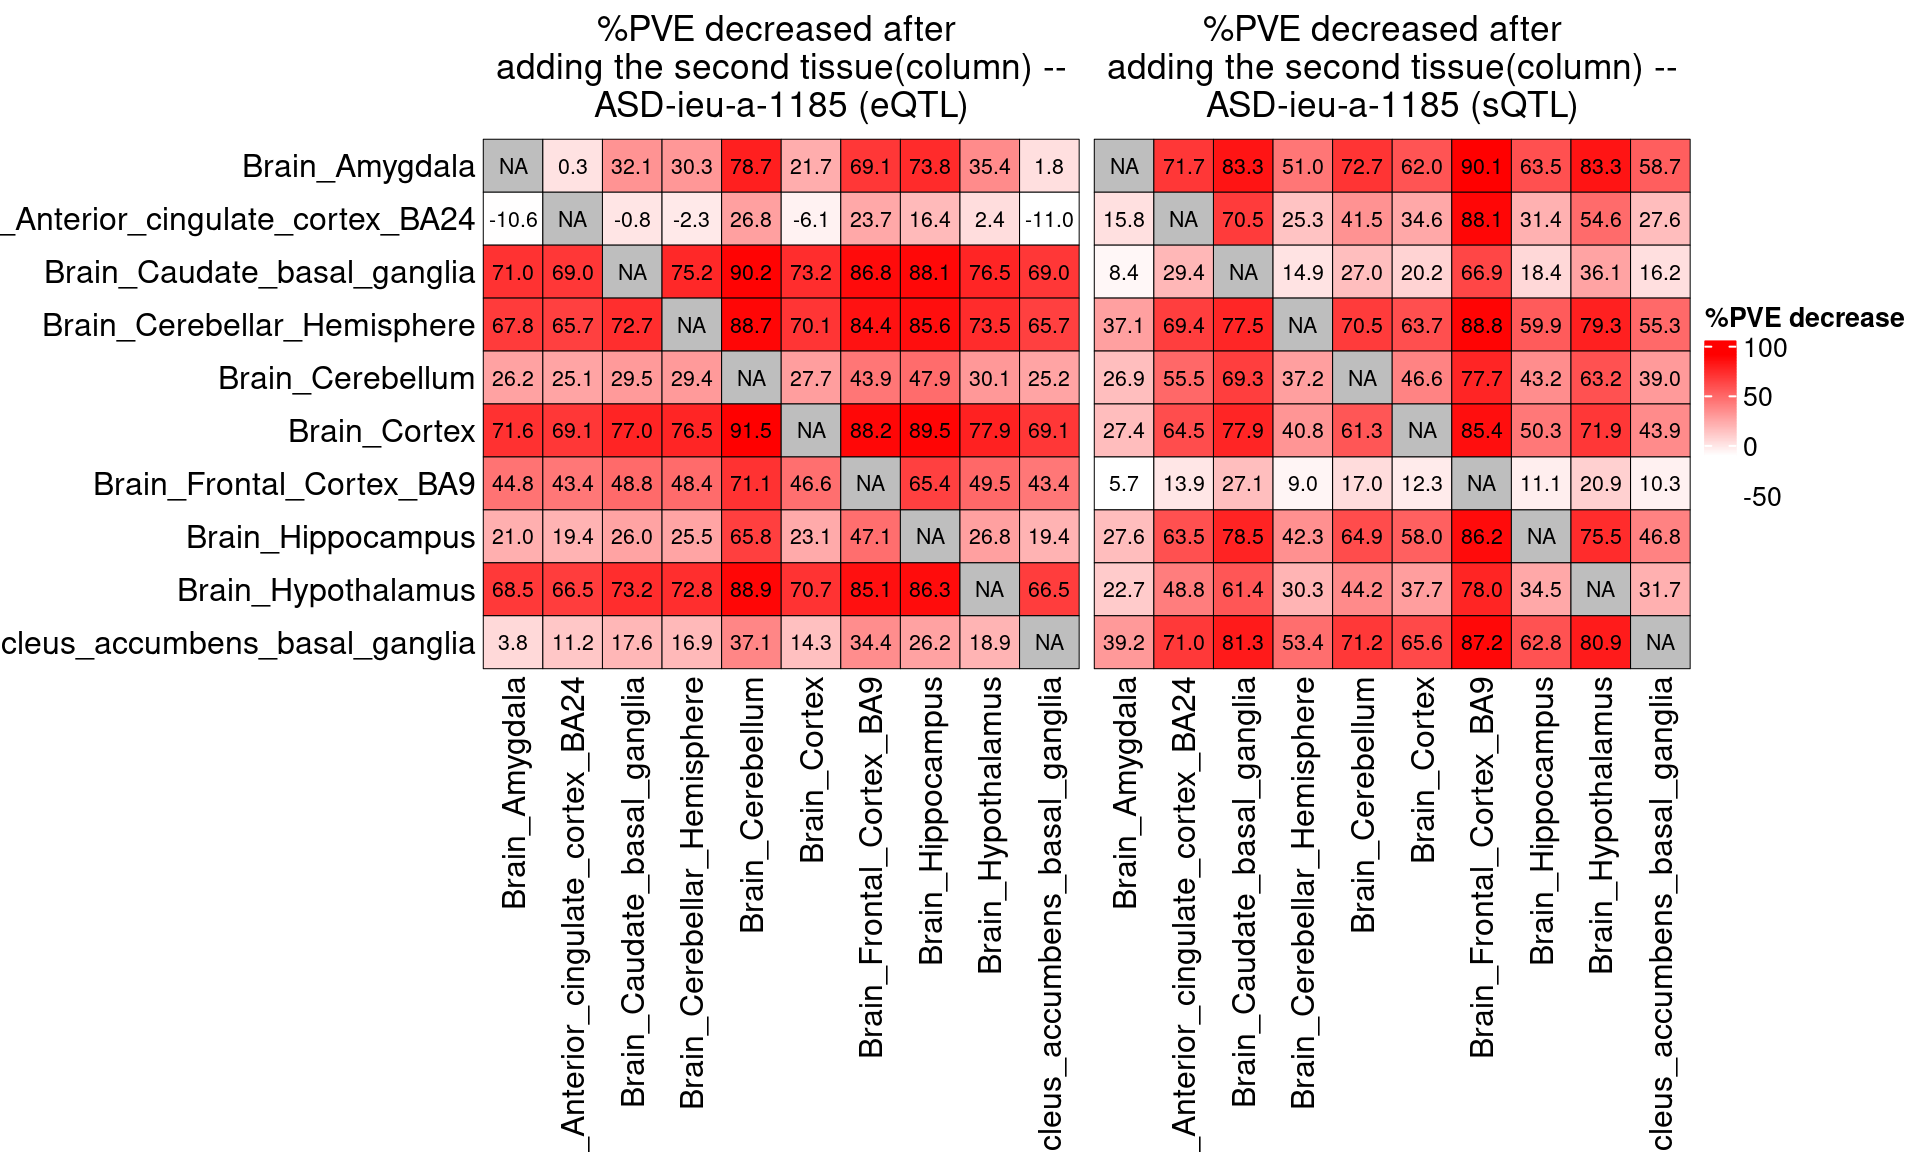 %PVE decreased after
adding the second tissue(column) --
ASD-ieu-a-1185 (eQTL)
%PVE decreased after
adding the second tissue(column) --
ASD-ieu-a-1185 (sQTL)
Brain_Amygdala NA 0.3 32.1 30.3 78.7 21.7 69.1 73.8 35.4 1.8 NA 71.7 83.3 51.0 72.7 62.0 90.1 63.5 83.3 58.7
_Anterior_cingulate_cortex_BA24 -10.6 NA -0.8 -2.3 26.8 -6.1 23.7 16.4 2.4 -11.0 15.8 NA 70.5 25.3 41.5 34.6 88.1 31.4 54.6 27.6
Brain_Caudate_basal_ganglia 71.0 69.0 NA 75.2 90.2 73.2 86.8 88.1 76.5 69.0 8.4 29.4 NA 14.9 27.0 20.2 66.9 18.4 36.1 16.2
Brain_Cerebellar_Hemisphere 67.8 65.7 72.7 NA 88.7 70.1 84.4 85.6 73.5 65.7 37.1 69.4 77.5 NA 70.5 63.7 88.8 59.9 79.3 55.3
Brain_Cerebellum 26.2 25.1 29.5 29.4 NA 27.7 43.9 47.9 30.1 25.2 26.9 55.5 69.3 37.2 NA 46.6 77.7 43.2 63.2 39.0
Brain_Cortex 71.6 69.1 77.0 76.5 91.5 NA 88.2 89.5 77.9 69.1 27.4 64.5 77.9 40.8 61.3 NA 85.4 50.3 71.9 43.9
Brain_Frontal_Cortex_BA9 44.8 43.4 48.8 48.4 71.1 46.6 NA 65.4 49.5 43.4 5.7 13.9 27.1 9.0 17.0 12.3 NA 11.1 20.9 10.3
Brain_Hippocampus 21.0 19.4 26.0 25.5 65.8 23.1 47.1 NA 26.8 19.4 27.6 63.5 78.5 42.3 64.9 58.0 86.2 NA 75.5 46.8
Brain_Hypothalamus 68.5 66.5 73.2 72.8 88.9 70.7 85.1 86.3 NA 66.5 22.7 48.8 61.4 30.3 44.2 37.7 78.0 34.5 NA 31.7
cleus_accumbens_basal_ganglia 3.8 11.2 17.6 16.9 37.1 14.3 34.4 26.2 18.9 NA 39.2 71.0 81.3 53.4 71.2 65.6 87.2 62.8 80.9 NA
Brain_Amygdala
_Anterior_cingulate_cortex_BA24
Brain_Caudate_basal_ganglia
Brain_Cerebellar_Hemisphere
Brain_Cerebellum
Brain_Cortex
Brain_Frontal_Cortex_BA9
Brain_Hippocampus
Brain_Hypothalamus
cleus_accumbens_basal_ganglia
Brain_Amygdala
_Anterior_cingulate_cortex_BA24
Brain_Caudate_basal_ganglia
Brain_Cerebellar_Hemisphere
Brain_Cerebellum
Brain_Cortex
Brain_Frontal_Cortex_BA9
Brain_Hippocampus
Brain_Hypothalamus
cleus_accumbens_basal_ganglia
%PVE decrease
100
50
0
-50